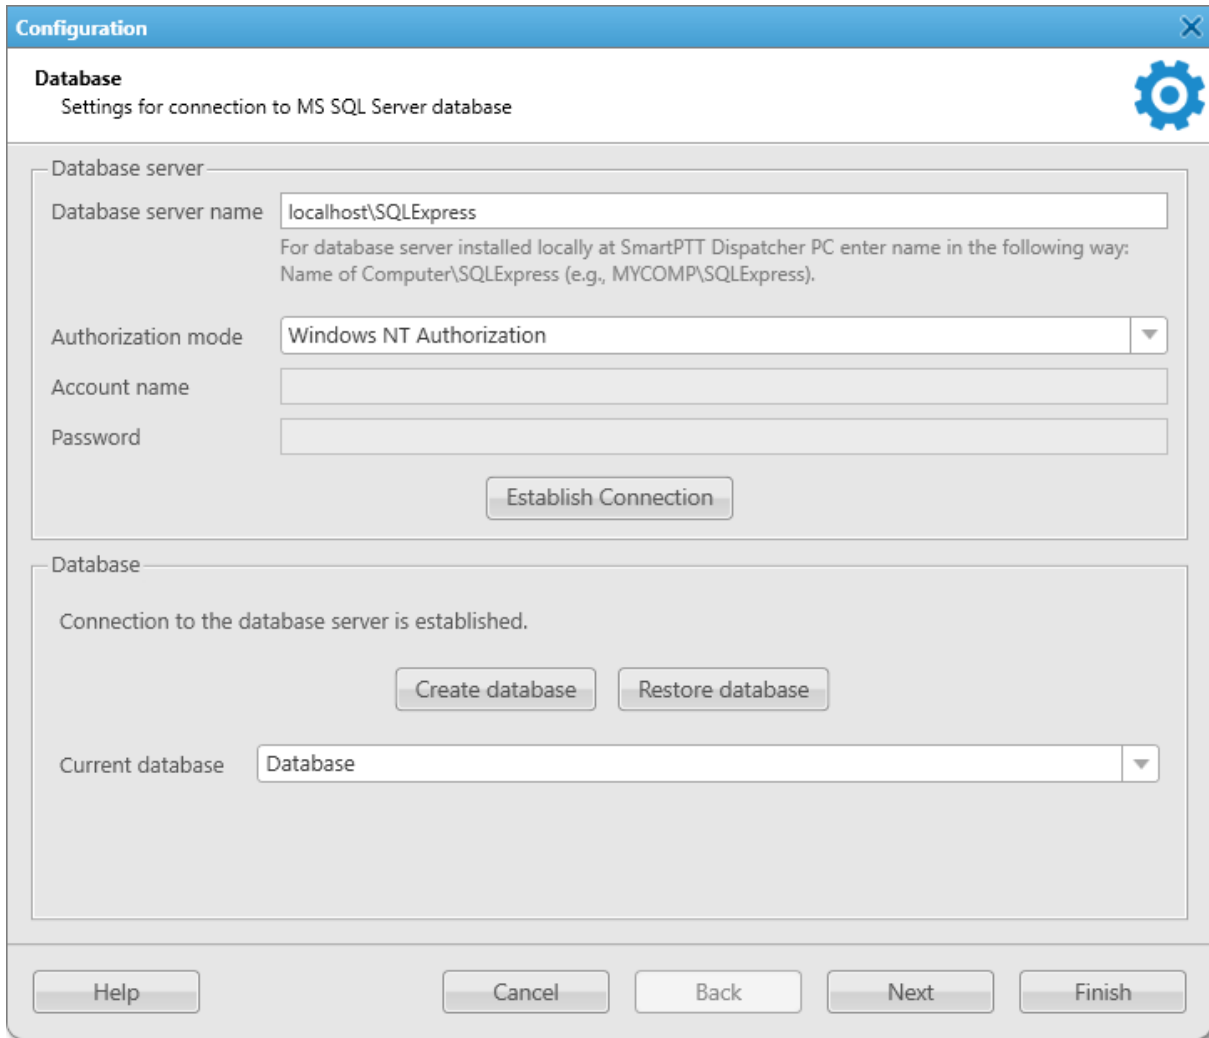 Configuration
Database
Settings for connection to MS SQL Server database
Database server
Database server name localhost\SQLExpress
For database server installed locally at SmartPTT Dispatcher PC enter name in the following way:
Name of Computer\SQLExpress (e.g., MYCOMP\SQLExpress).
Authorization mode Windows NT Authorization
Account name
Password
Establish Connection
Database
Connection to the database server is established.
Create database Restore database
Current database Database
Help Cancel Back Next Finish